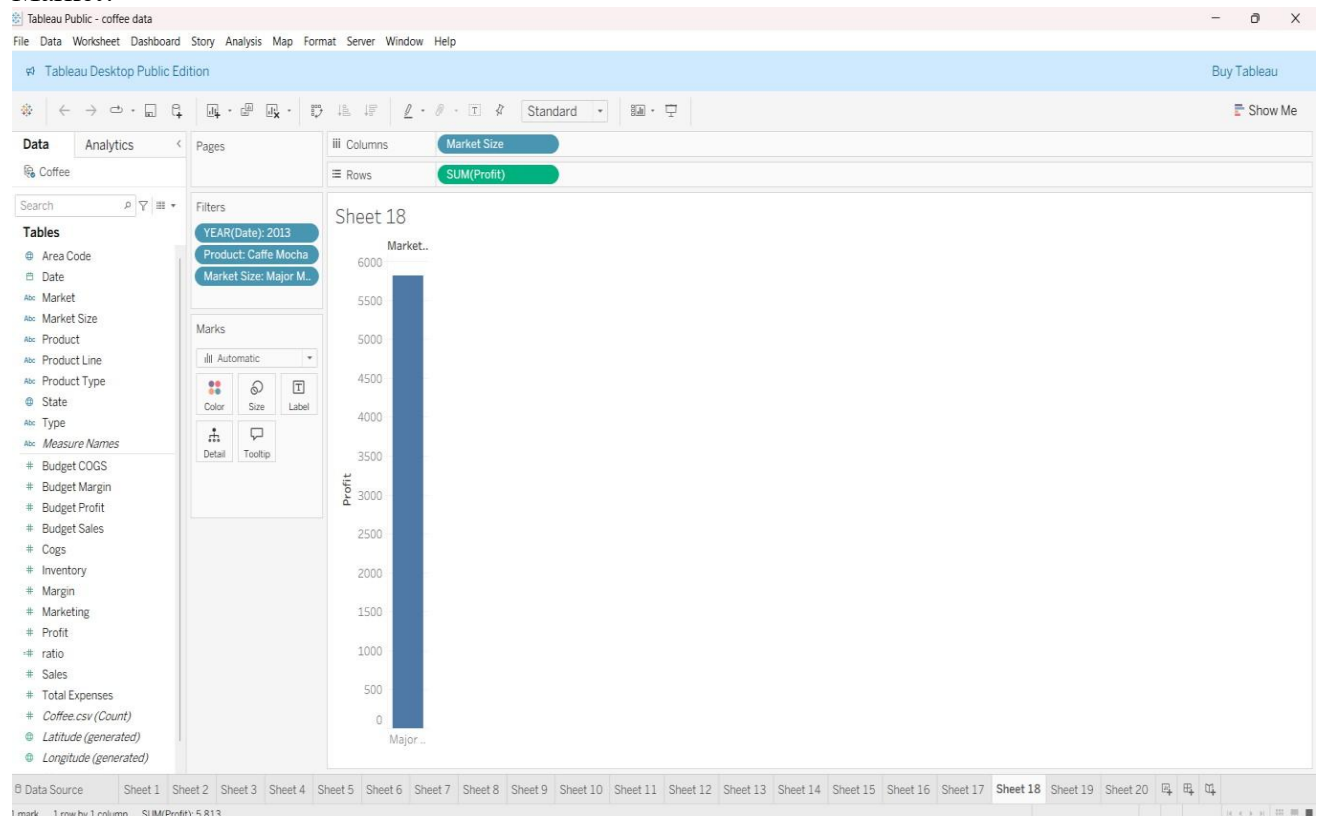 Tableau Public - coffee data
File Data Worksheet Dashboard Story Analysis Map Format Server Window Help
Tableau Desktop Public Edition Buy Tableau
Standard Show Me
Data Analytics
Coffee
Search
Tables
Area Code
Date
Abc Market
Abc Market Size
Abc Product
Abc Product Line
Abc Product Type
State
Abc Type
Abc Measure Names
# Budget COGS
# Budget Margin
# Budget Profit
# Budget Sales
# Cogs
# Inventory
# Margin
# Marketing
# Profit
=# ratio
# Sales
# Total Expenses
# Coffee.csv (Count)
Latitude (generated)
Longitude (generated)
Pages
Filters
YEAR(Date): 2013
Product: Caffe Mocha
Market Size: Major M..
Marks
Automatic
Color Size Label
Detail Tooltip
Columns Market Size
Rows SUM(Profit)
Sheet 18
Market..
6000
5500
5000
4500
4000
3500
3000
2500
2000
1500
1000
500
0
Profit
Major ..
Data Source Sheet 1 Sheet 2 Sheet 3 Sheet 4 Sheet 5 Sheet 6 Sheet 7 Sheet 8 Sheet 9 Sheet 10 Sheet 11 Sheet 12 Sheet 13 Sheet 14 Sheet 15 Sheet 16 Sheet 17 Sheet 18 Sheet 19 Sheet 20
1 mark 1 row by 1 column SUM(Profit): 5,813